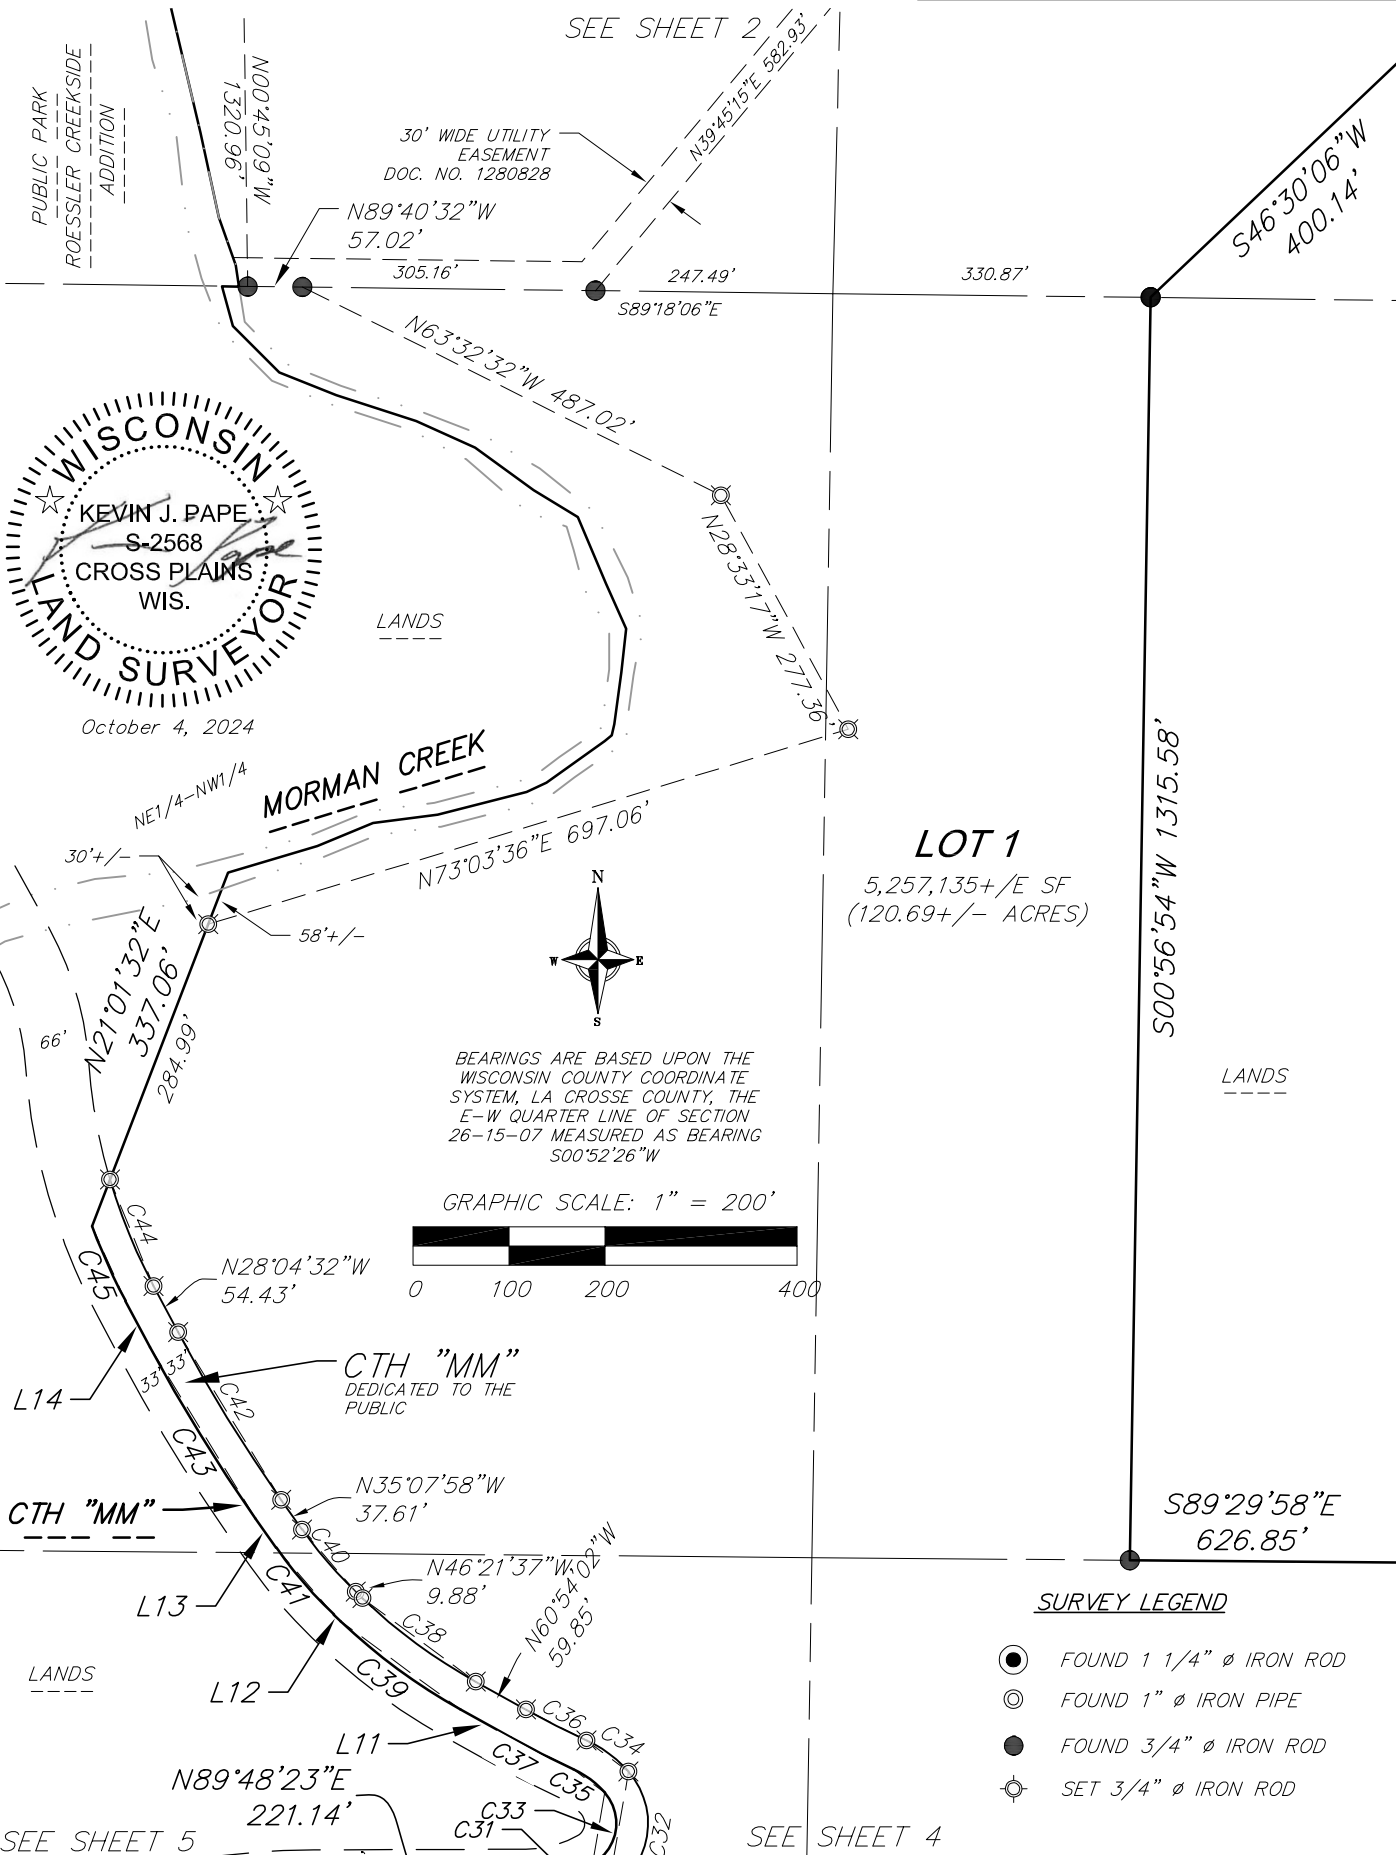 SEE SHEET 2
PUBLIC PARK
ROESSLER CREEKSIDE
ADDITION
N00°45'09"W
1320.96'
30' WIDE UTILITY
EASEMENT
DOC. NO. 1280828
N39°45'15"E 582.93'
S46°30'06"W
400.14'
N89°40'32"W
57.02'
305.16'
247.49'
330.87'
S89°18'06"E
N63°32'32"W 487.02'
WISCONSIN
KEVIN J. PAPE
S-2568
CROSS PLAINS
WIS.
LAND SURVEYOR
October 4, 2024
LANDS
N28°33'17"W 277.36'
NE1/4-NW1/4
MORMAN CREEK
30'+/-
58'+/-
N73°03'36"E 697.06'
LOT 1
5,257,135+/E SF
(120.69+/- ACRES)
S00°56'54"W 1315.58'
N21°01'32"E
337.06'
284.99'
66'
N
W E
S
BEARINGS ARE BASED UPON THE
WISCONSIN COUNTY COORDINATE
SYSTEM, LA CROSSE COUNTY, THE
E-W QUARTER LINE OF SECTION
26-15-07 MEASURED AS BEARING
S00°52'26"W
LANDS
GRAPHIC SCALE: 1" = 200'
0 100 200 400
C44
C45
N28°04'32"W
54.43'
CTH "MM"
DEDICATED TO THE
PUBLIC
33' 33'
L14
C42
C43
N35°07'58"W
37.61'
CTH "MM"
C40
N46°21'37"W
9.88'
N60°54'02"W
59.85'
S89°29'58"E
626.85'
L13
C41
C38
LANDS
L12
C39
C36
C34
L11
C37
C35
N89°48'23"E
221.14'
C33
C31
C32
SEE SHEET 5
SEE SHEET 4
SURVEY LEGEND
FOUND 1 1/4" ø IRON ROD
FOUND 1" ø IRON PIPE
FOUND 3/4" ø IRON ROD
SET 3/4" ø IRON ROD